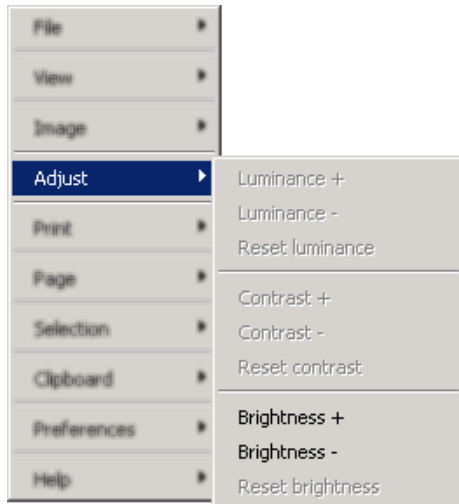 File
View
Image
Adjust
Print
Page
Selection
Clipboard
Preferences
Help
Luminance +
Luminance -
Reset luminance
Contrast +
Contrast -
Reset contrast
Brightness +
Brightness -
Reset brightness